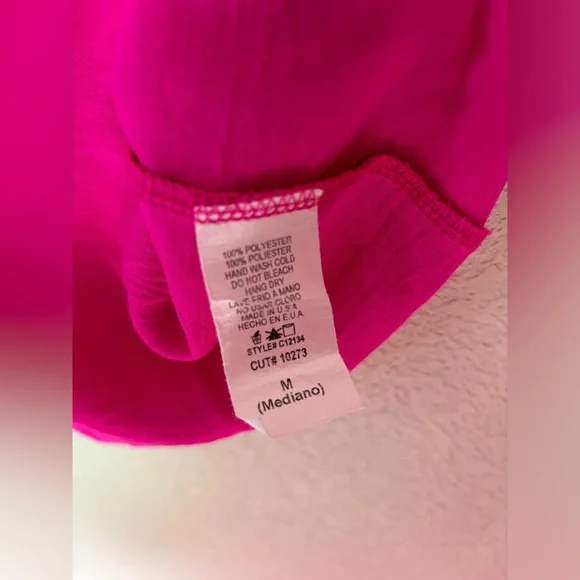 100% POLYESTER
100% POLIESTER
HAND WASH COLD
DO NOT BLEACH
HANG DRY
LAVE FRIO A MANO
NO USAR CLORO
MADE IN U.S.A
HECHO EN E.U.A.
STYLE# C12134
CUT# 10273
M
(Mediano)